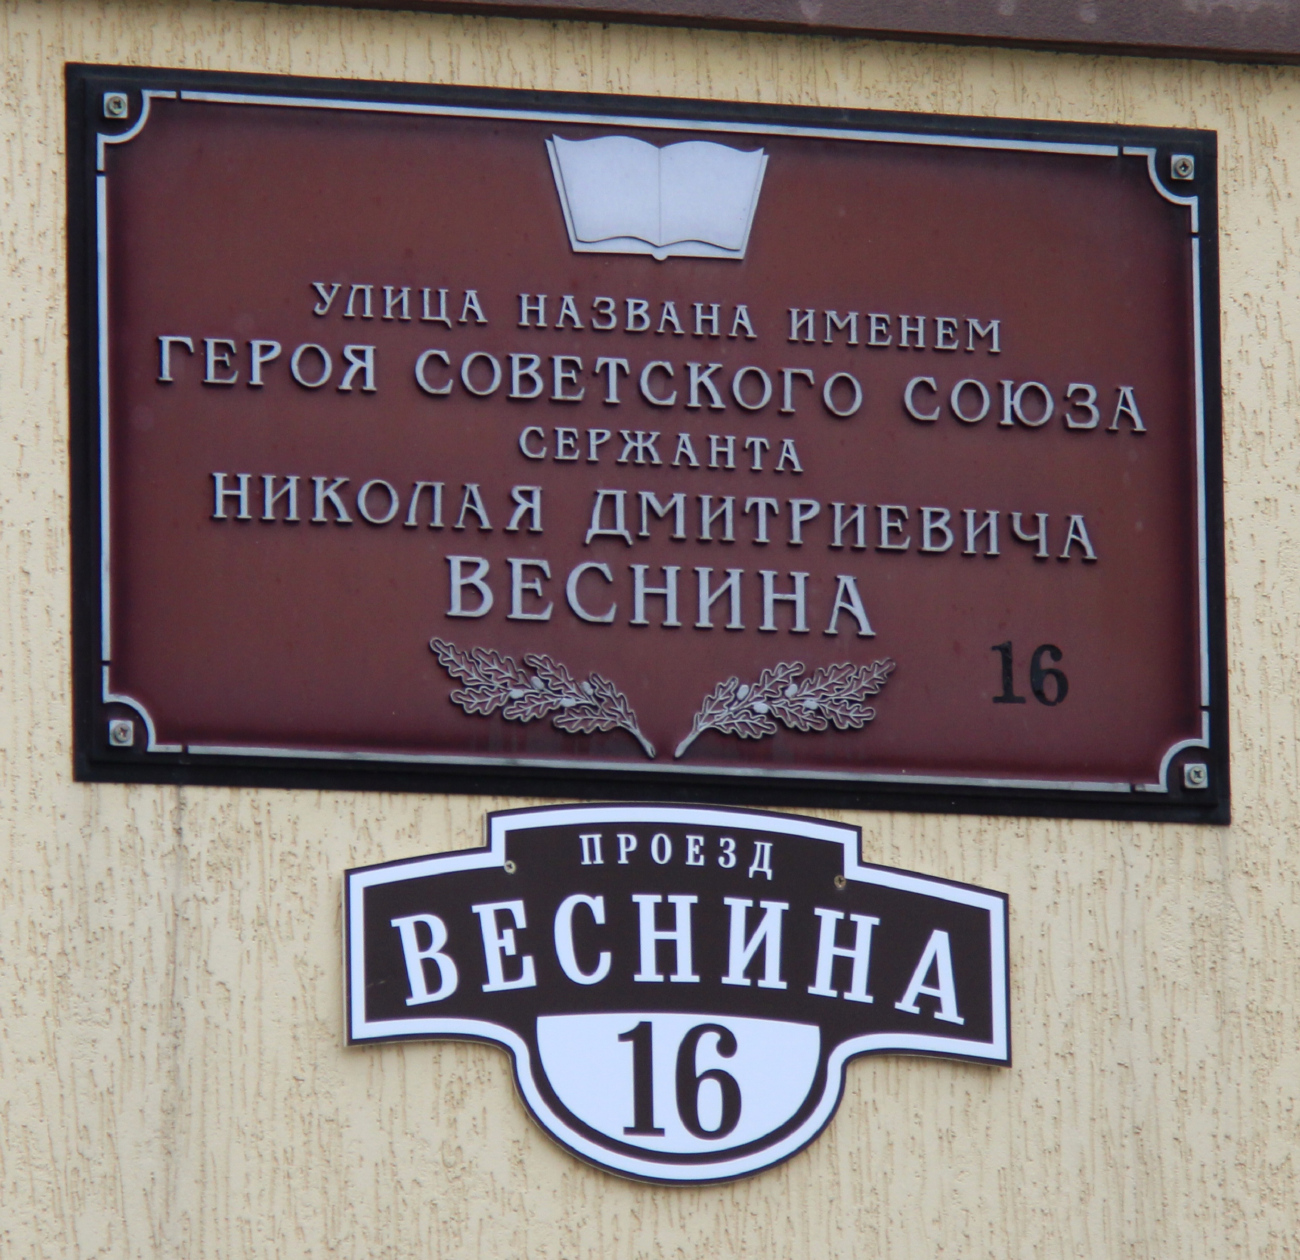 УЛИЦА НАЗВАНА ИМЕНЕМ
ГЕРОЯ СОВЕТСКОГО СОЮЗА
СЕРЖАНТА
НИКОЛАЯ ДМИТРИЕВИЧА
ВЕСНИНА
16
ПРОЕЗД
ВЕСНИНА
16